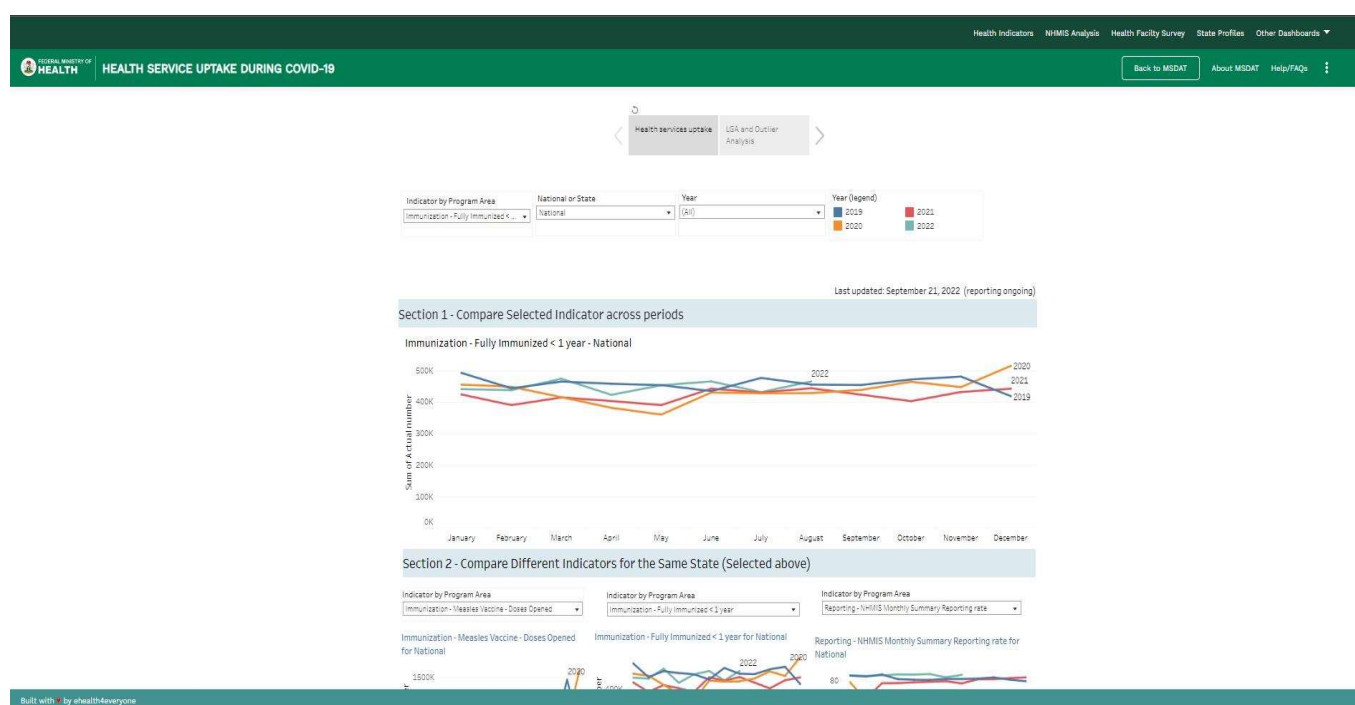 Health Indicators NHMIS Analysis Health Facilty Survey State Profiles Other Dashboards
FEDERAL MINISTRY OF
HEALTH
HEALTH SERVICE UPTAKE DURING COVID-19
Back to MSDAT About MSDAT Help/FAQs
Health services uptake
LGA and Outlier
Analysis
Indicator by Program Area
Immunization - Fully Immunized < ...
National or State
National
Year
(All)
Year (legend)
2019 2021
2020 2022
Last updated: September 21, 2022 (reporting ongoing)
Section 1 - Compare Selected Indicator across periods
Immunization - Fully Immunized < 1 year - National
Sum of Actual number
500K
400K
300K
200K
100K
0K
2022
2020
2021
2019
January February March April May June July August September October November December
Section 2 - Compare Different Indicators for the Same State (Selected above)
Indicator by Program Area
Immunization - Measles Vaccine - Doses Opened
Immunization - Measles Vaccine - Doses Opened
for National
1500K
2020
Indicator by Program Area
Immunization - Fully Immunized < 1 year
Immunization - Fully Immunized < 1 year for National
2022
2020
Indicator by Program Area
Reporting - NHMIS Monthly Summary Reporting rate
Reporting - NHMIS Monthly Summary Reporting rate for
National
80
Built with by ehealth4everyone